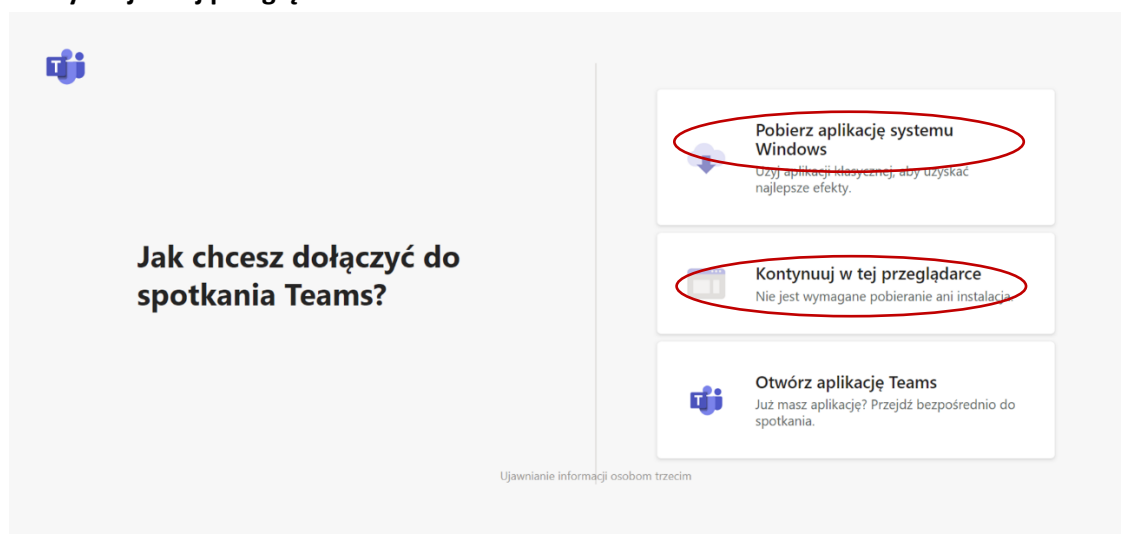 Jak chcesz dołączyć do
spotkania Teams?
Pobierz aplikację systemu
Windows
Użyj aplikacji klasycznej, aby uzyskać
najlepsze efekty.
Kontynuuj w tej przeglądarce
Nie jest wymagane pobieranie ani instalacja.
Otwórz aplikację Teams
Już masz aplikację? Przejdź bezpośrednio do
spotkania.
Ujawnianie informacji osobom trzecim